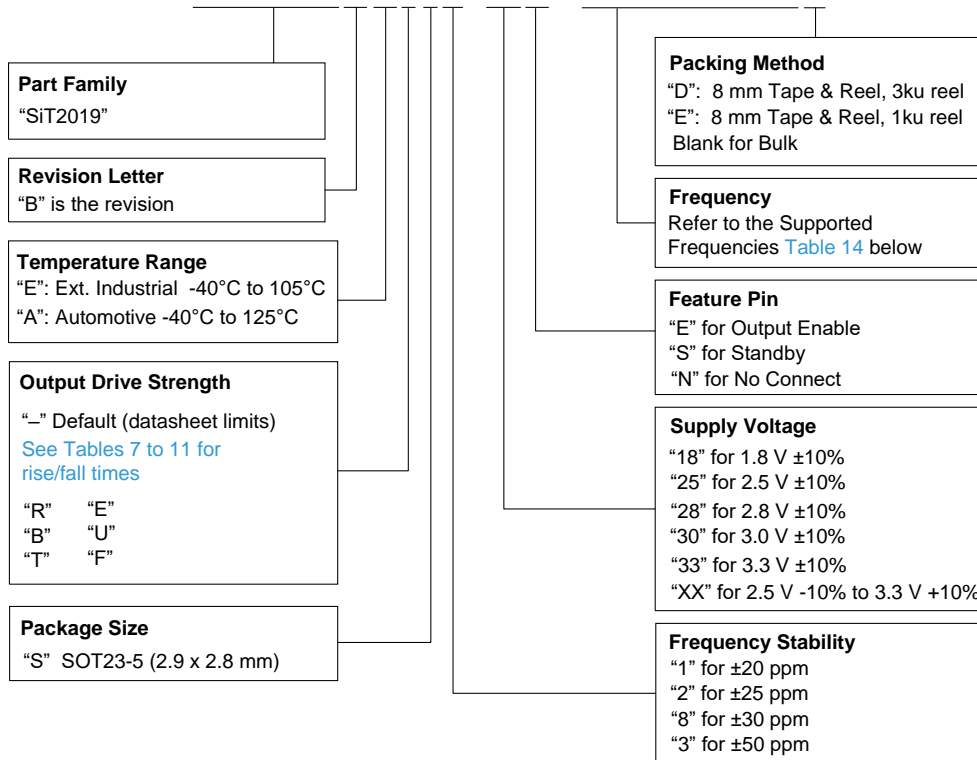 Part Family
“SiT2019”
Revision Letter
“B” is the revision
Temperature Range
“E”: Ext. Industrial -40°C to 105°C
“A”: Automotive -40°C to 125°C
Output Drive Strength
“–” Default (datasheet limits)
See Tables 7 to 11 for
rise/fall times
“R” “E”
“B” “U”
“T” “F”
Package Size
“S” SOT23-5 (2.9 x 2.8 mm)
Packing Method
“D”: 8 mm Tape & Reel, 3ku reel
“E”: 8 mm Tape & Reel, 1ku reel
Blank for Bulk
Frequency
Refer to the Supported
Frequencies Table 14 below
Feature Pin
“E” for Output Enable
“S” for Standby
“N” for No Connect
Supply Voltage
“18” for 1.8 V ±10%
“25” for 2.5 V ±10%
“28” for 2.8 V ±10%
“30” for 3.0 V ±10%
“33” for 3.3 V ±10%
“XX” for 2.5 V -10% to 3.3 V +10%
Frequency Stability
“1” for ±20 ppm
“2” for ±25 ppm
“8” for ±30 ppm
“3” for ±50 ppm